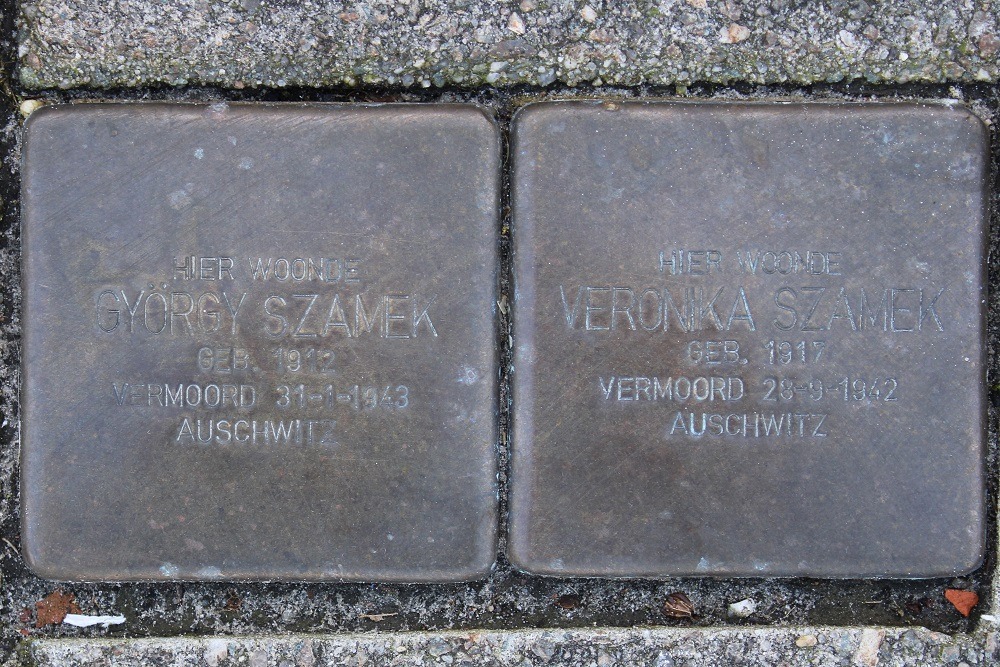 HIER WOONDE
GYÖRGY SZAMEK
GEB. 1912
VERMOORD 31-1-1943
AUSCHWITZ
HIER WOONDE
VERONIKA SZAMEK
GEB. 1917
VERMOORD 28-9-1942
AUSCHWITZ